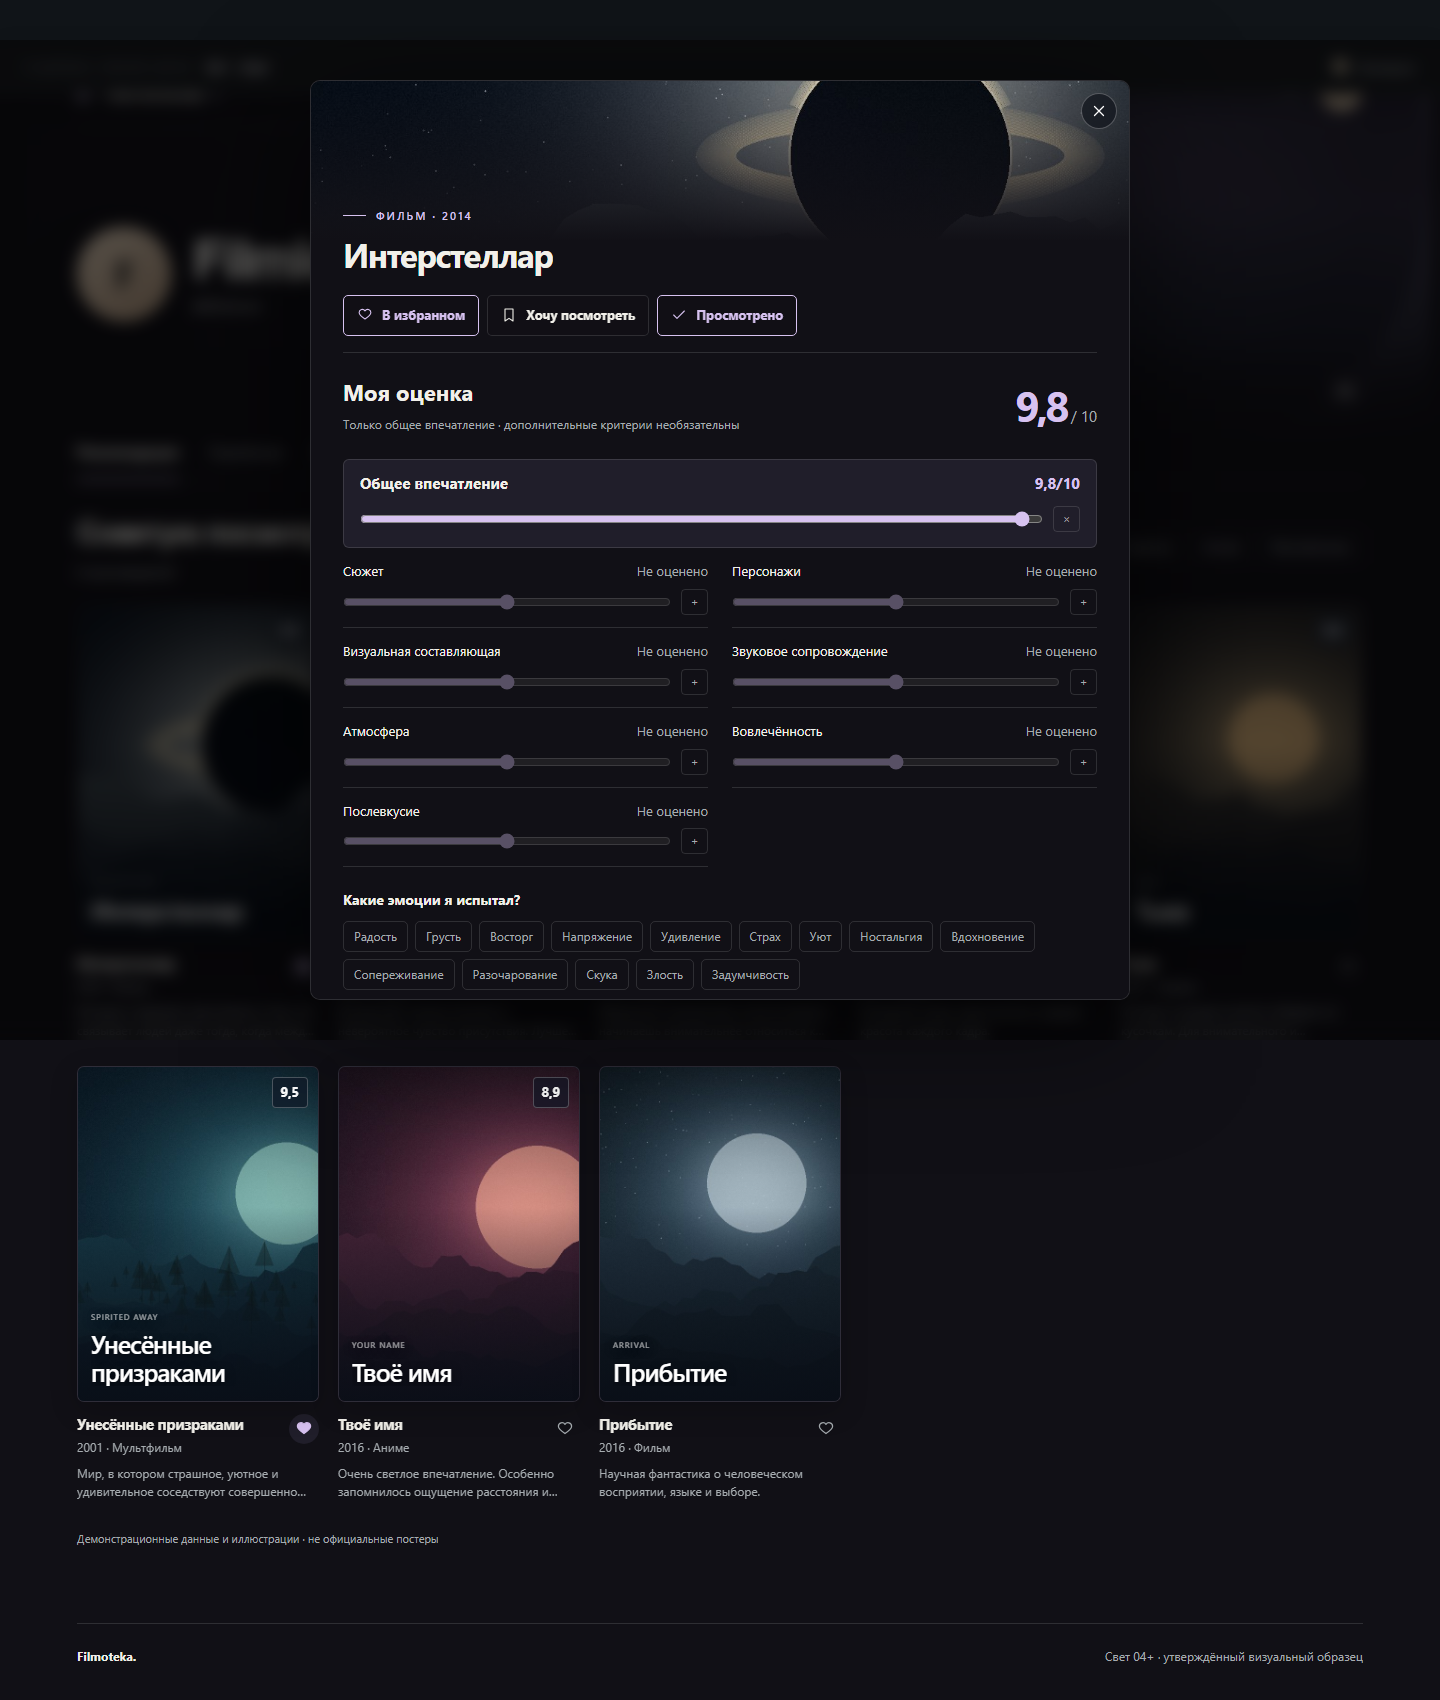 ФИЛЬМ · 2014
Интерстеллар
В избранном
Хочу посмотреть
Просмотрено
Моя оценка
9,8 / 10
Только общее впечатление · дополнительные критерии необязательны
Общее впечатление
9,8/10
×
Сюжет
Не оценено
+
Персонажи
Не оценено
+
Визуальная составляющая
Не оценено
+
Звуковое сопровождение
Не оценено
+
Атмосфера
Не оценено
+
Вовлечённость
Не оценено
+
Послевкусие
Не оценено
+
Какие эмоции я испытал?
Радость Грусть Восторг Напряжение Удивление Страх Уют Ностальгия Вдохновение
Сопереживание Разочарование Скука Злость Задумчивость
9,5
SPIRITED AWAY
Унесённые
призраками
Унесённые призраками
2001 · Мультфильм
Мир, в котором страшное, уютное и
удивительное соседствуют совершенно...
8,9
YOUR NAME
Твоё имя
Твоё имя
2016 · Аниме
Очень светлое впечатление. Особенно
запомнилось ощущение расстояния и...
ARRIVAL
Прибытие
Прибытие
2016 · Фильм
Научная фантастика о человеческом
восприятии, языке и выборе.
Демонстрационные данные и иллюстрации · не официальные постеры
Filmoteka.
Свет 04+ · утверждённый визуальный образец